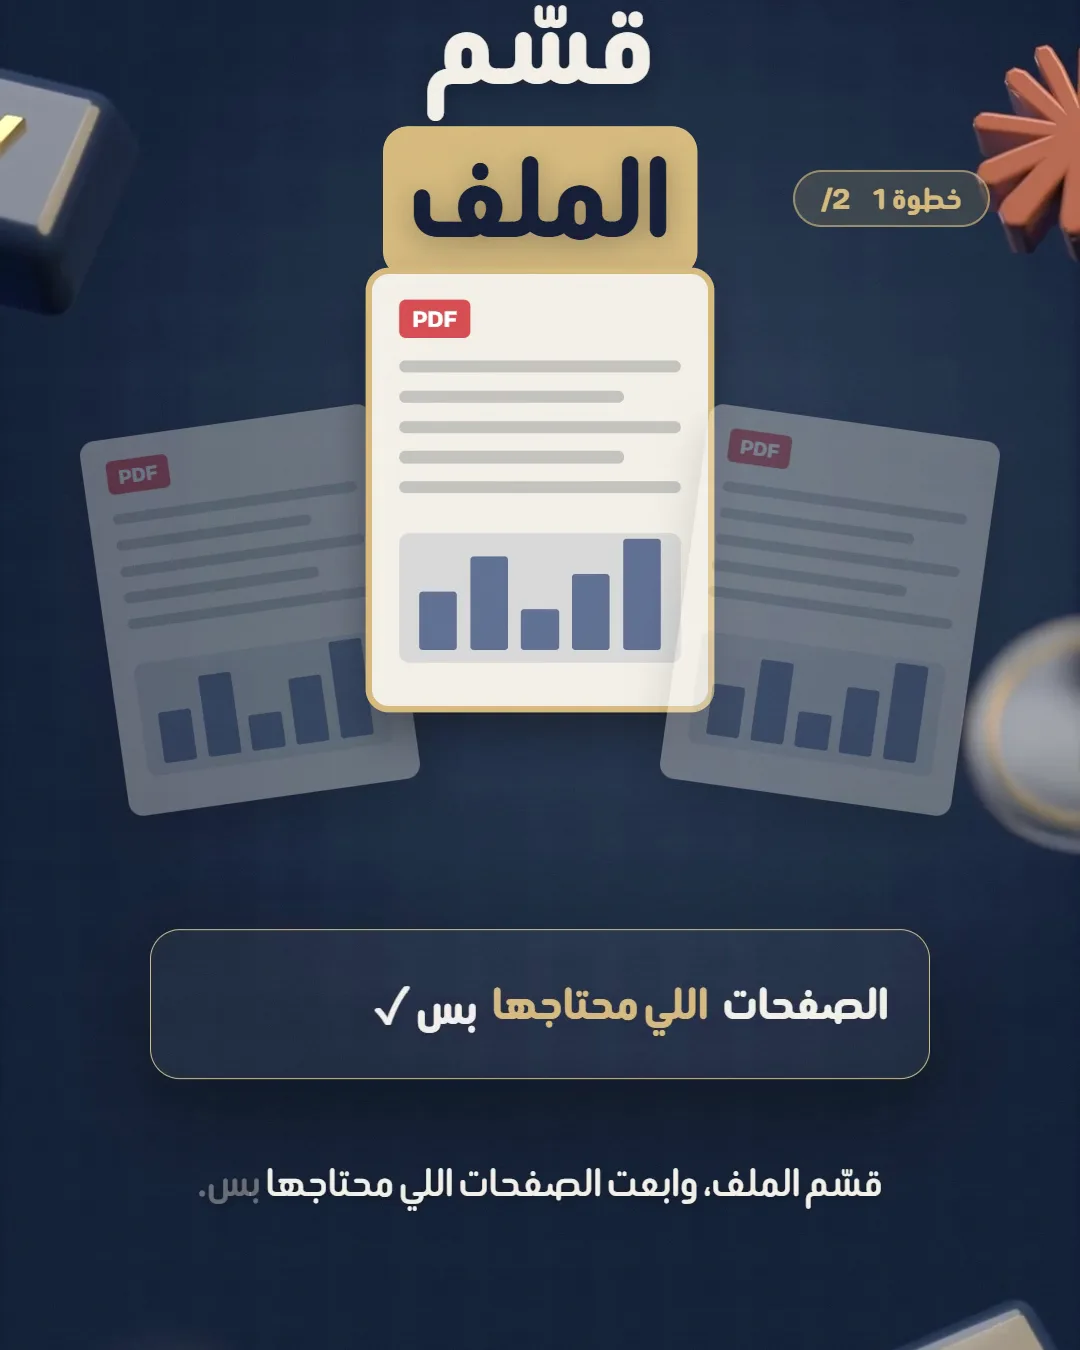 قسّم
الملف
خطوة 1 2/
PDF
PDF
PDF
الصفحات اللي محتاجها بس ✓
قسّم الملف، وابعت الصفحات اللي محتاجها بس.